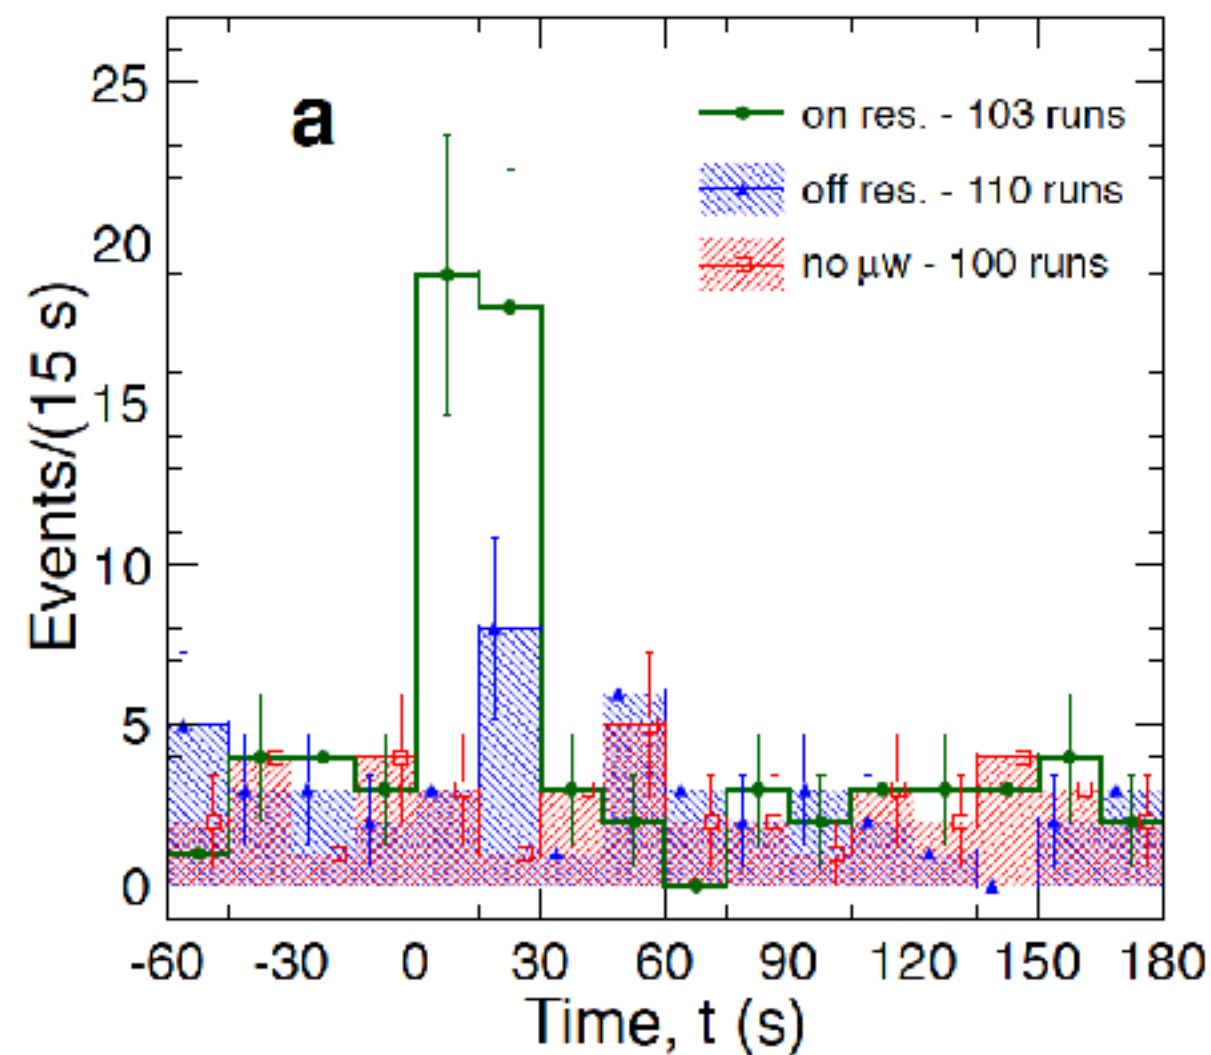 a
on res. - 103 runs
off res. - 110 runs
no μw - 100 runs
Events/(15 s)
25
20
15
10
5
0
-60 -30 0 30 60 90 120 150 180
Time, t (s)